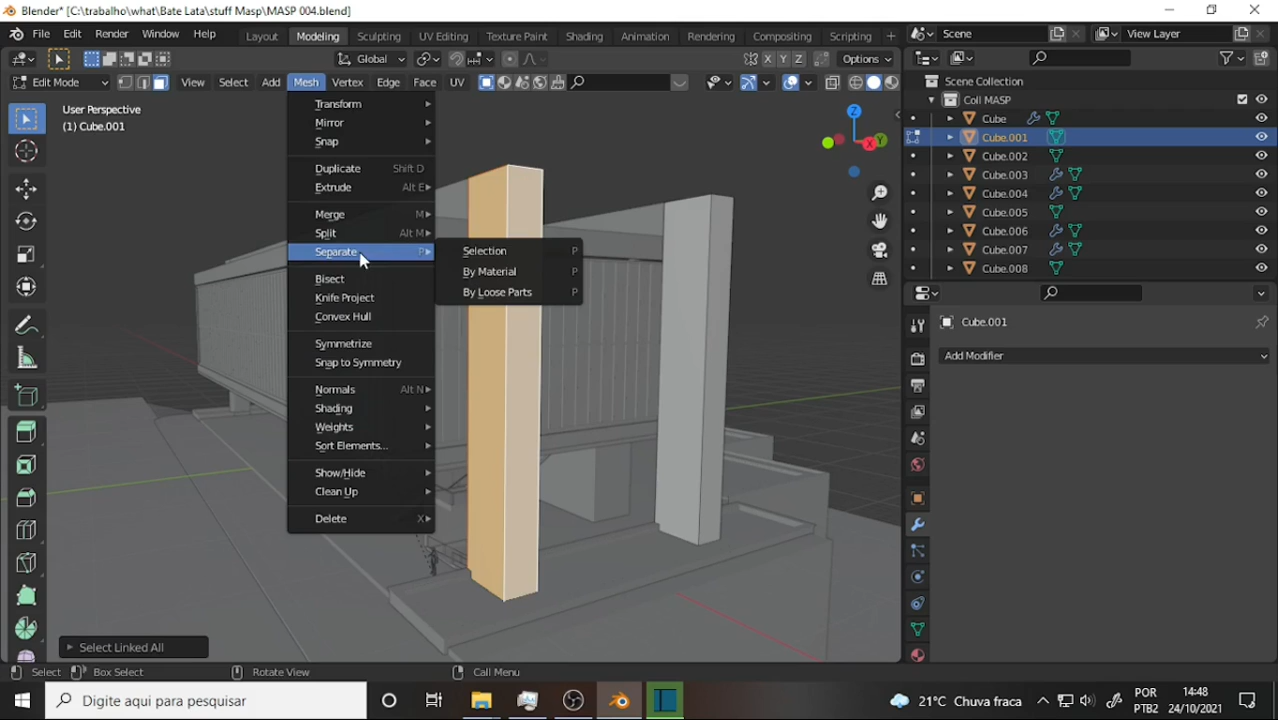 Blender* [C:\trabalho\what\Bate Lata\stuff Masp\MASP 004.blend]
File Edit Render Window Help Layout Modeling Sculpting UV Editing Texture Paint Shading Animation Rendering Compositing Scripting + Scene View Layer
Global X Y Z Options
Edit Mode View Select Add Mesh Vertex Edge Face UV
User Perspective
(1) Cube.001
Transform
Mirror
Snap
Duplicate Shift D
Extrude Alt E
Merge M
Split Alt M
Separate P
Bisect
Knife Project
Convex Hull
Symmetrize
Snap to Symmetry
Normals Alt N
Shading
Weights
Sort Elements...
Show/Hide
Clean Up
Delete X
Selection P
By Material P
By Loose Parts P
Z
Y
X
Scene Collection
Coll MASP
Cube
Cube.001
Cube.002
Cube.003
Cube.004
Cube.005
Cube.006
Cube.007
Cube.008
Cube.001
Add Modifier
Select Linked All
Select Box Select Rotate View Call Menu
Digite aqui para pesquisar
21°C Chuva fraca
POR
PTB2
14:48
24/10/2021